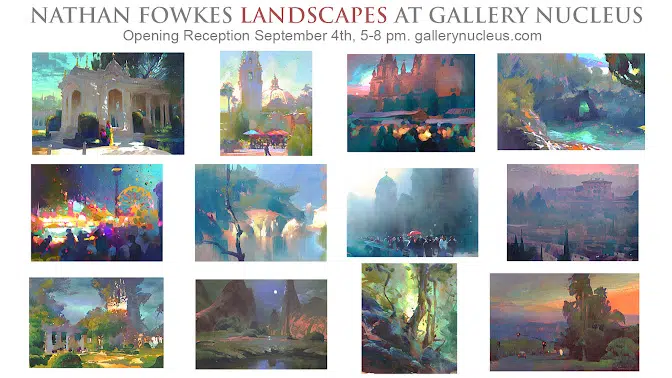 NATHAN FOWKES LANDSCAPES AT GALLERY NUCLEUS
Opening Reception September 4th, 5-8 pm. gallerynucleus.com